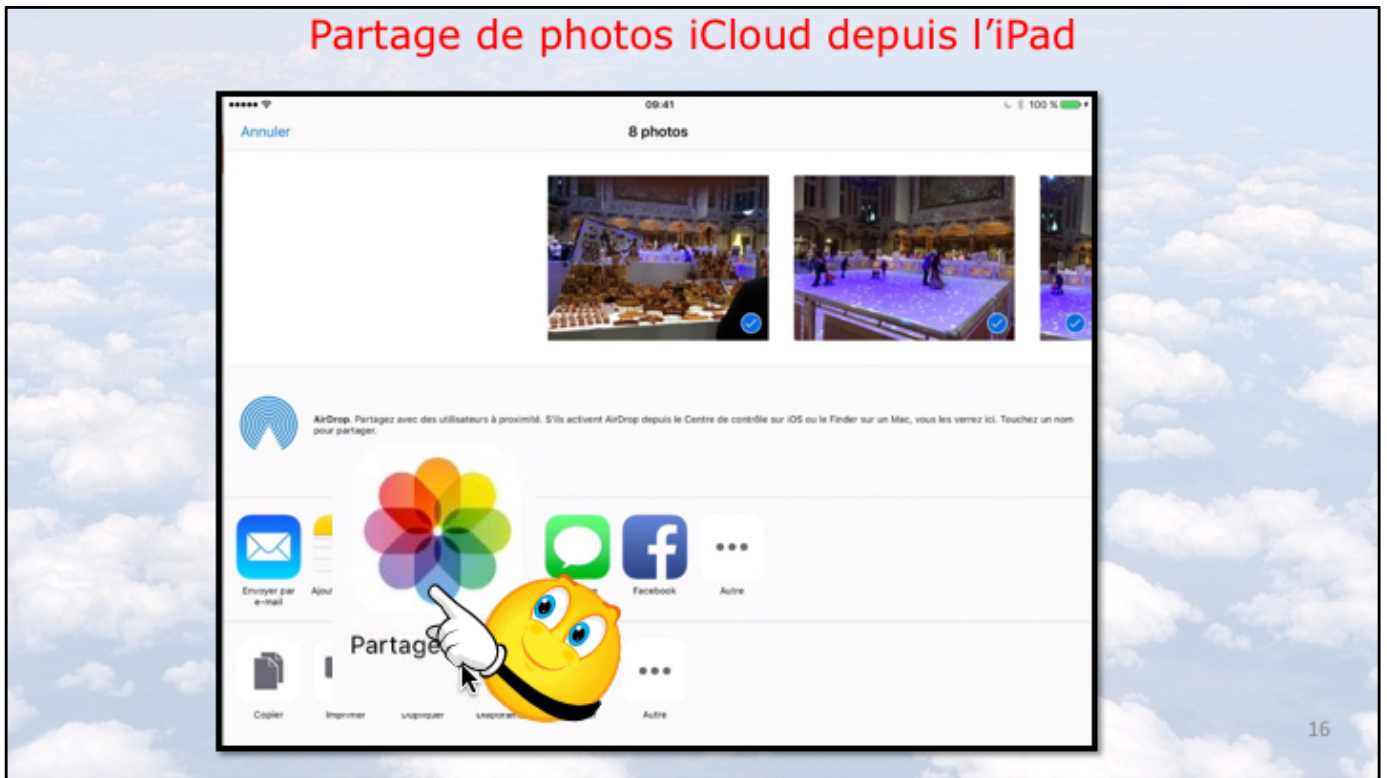 Partage de photos iCloud depuis l'iPad
09:41
100 %
Annuler
8 photos
AirDrop. Partagez avec des utilisateurs à proximité. S'ils activent AirDrop depuis le Centre de contrôle sur iOS ou le Finder sur un Mac, vous les verrez ici. Touchez un nom
pour partager.
Envoyer par
e-mail
Facebook
Autre
Partage
Copier
Imprimer
Dupliquer
Autre
16